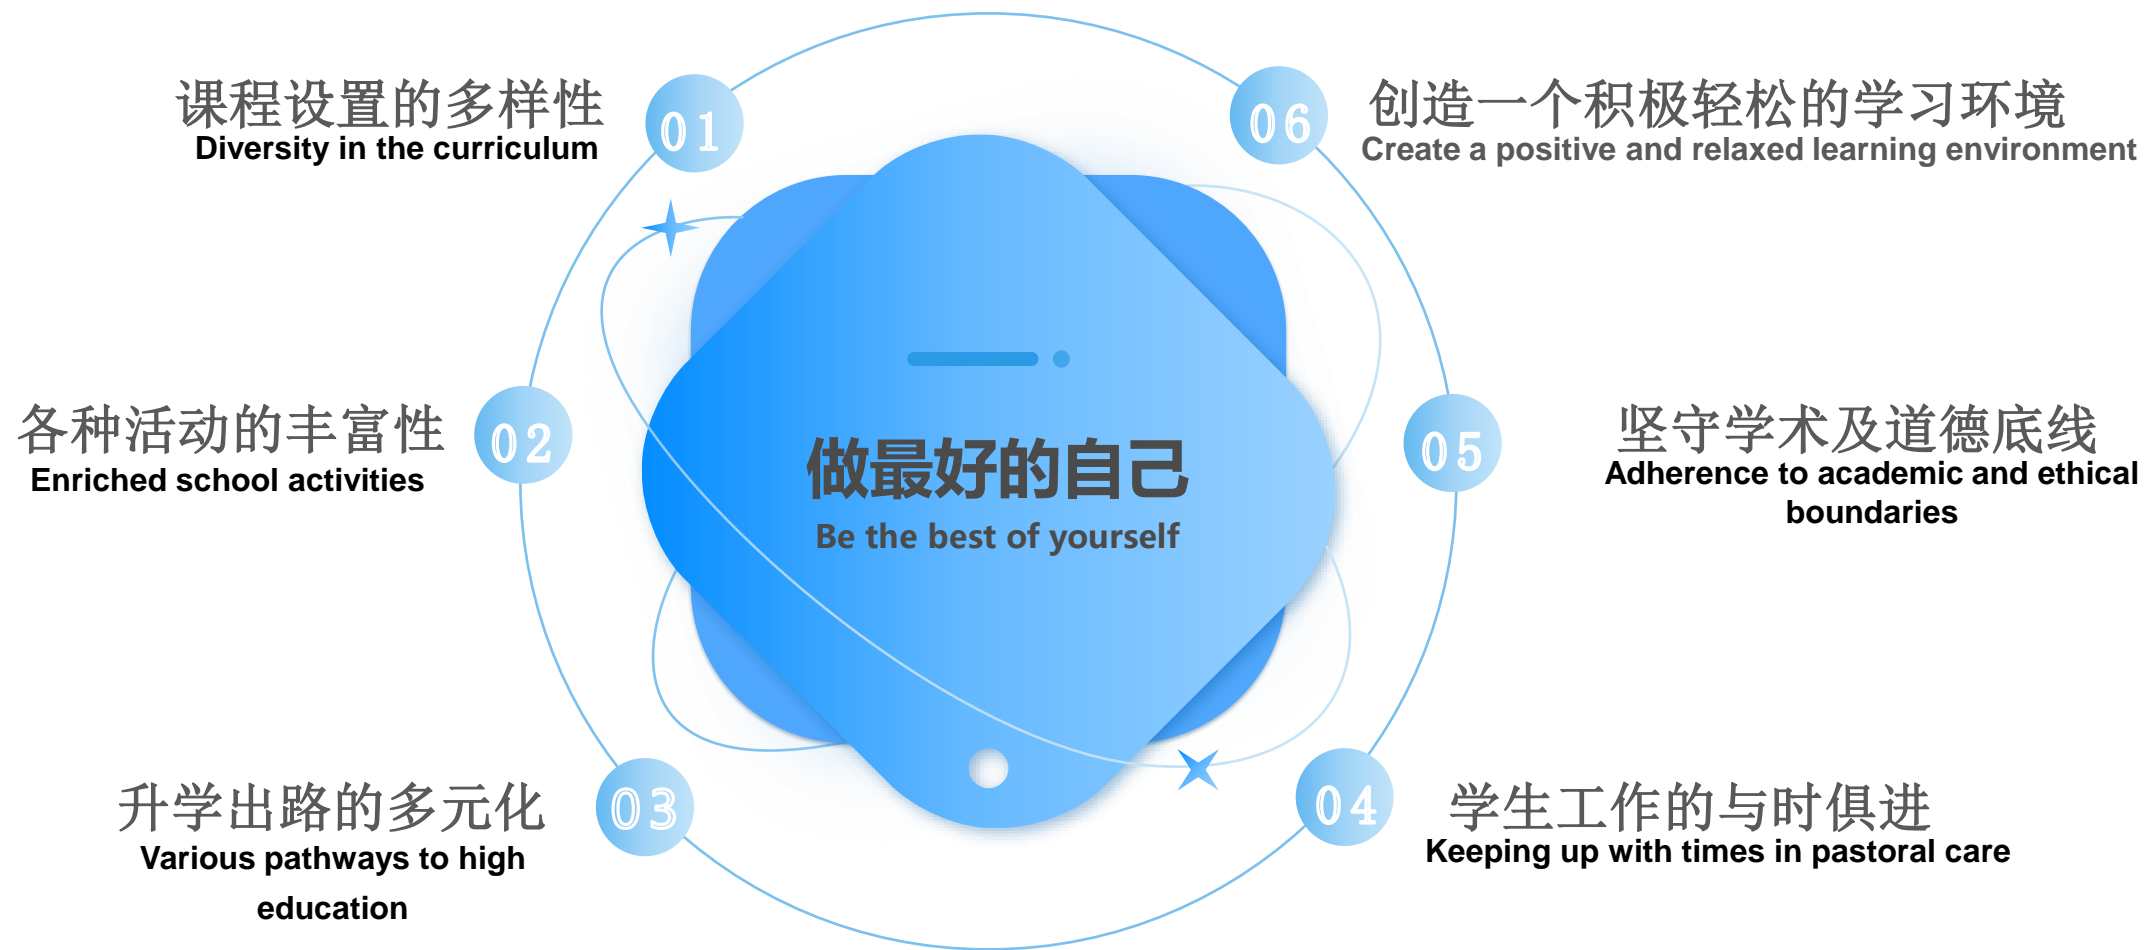 01
课程设置的多样性
Diversity in the curriculum
02
各种活动的丰富性
Enriched school activities
03
升学出路的多元化
Various pathways to high
education
做最好的自己
Be the best of yourself
04
学生工作的与时俱进
Keeping up with times in pastoral care
05
坚守学术及道德底线
Adherence to academic and ethical
boundaries
06
创造一个积极轻松的学习环境
Create a positive and relaxed learning environment